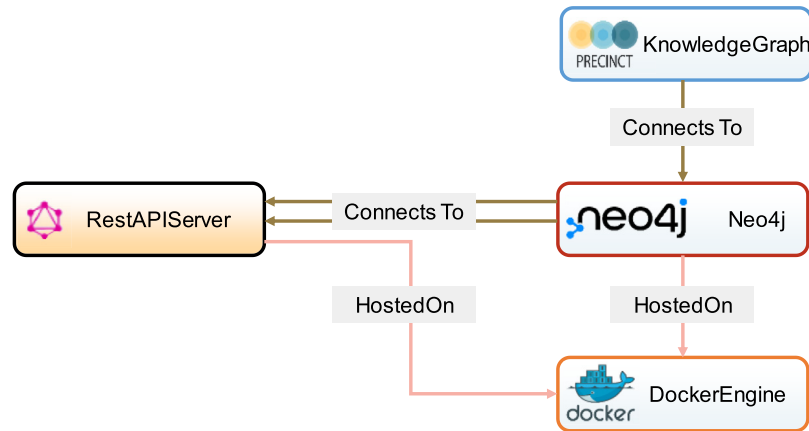 KnowledgeGraph
PRECINCT
Connects To
RestAPIServer
Connects To
neo4j
Neo4j
HostedOn
HostedOn
docker
DockerEngine